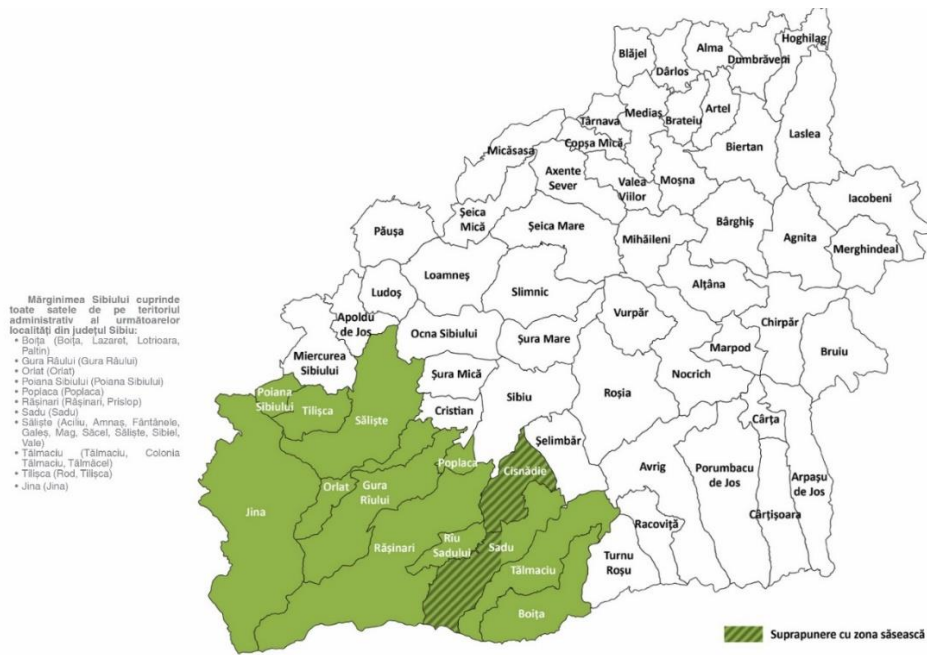 Mărginimea Sibiului cuprinde
toate satele de pe teritoriul
administrativ al următoarelor
localități din județul Sibiu:
• Boița (Boița, Lazaret, Lotrioara,
Paltin)
• Gura Râului (Gura Râului)
• Orlat (Orlat)
• Poiana Sibiului (Poiana Sibiului)
• Poplaca (Poplaca)
• Rășinari (Rășinari, Prislop)
• Sadu (Sadu)
• Săliște (Aciliu, Amnaș, Fântânele,
Galeș, Mag, Săcel, Săliște, Sibiel,
Vale)
• Tălmaciu (Tălmaciu, Colonia
Tălmaciu, Tălmăcel)
• Tilișca (Rod, Tilișca)
• Jina (Jina)
Hoghilag
Blăjel
Alma
Dârlos
Dumbrăveni
Târnava
Mediaș
Brateiu
Artel
Laslea
Micăsasa
Copșa Mică
Biertan
Axente
Sever
Valea
Viilor
Moșna
Iacobeni
Păușa
Șeica
Mică
Șeica Mare
Mihăileni
Bârghiș
Agnita
Merghindeal
Loamneș
Ludoș
Slimnic
Alțâna
Apoldu
de Jos
Ocna Sibiului
Șura Mare
Vurpăr
Chirpăr
Marpod
Bruiu
Miercurea
Sibiului
Șura Mică
Nocrich
Poiana
Sibiului
Tilișca
Săliște
Cristian
Sibiu
Roșia
Cârța
Șelimbăr
Poplaca
Cisnădie
Avrig
Porumbacu
de Jos
Arpașu
de Jos
Orlat
Gura
Rîului
Jina
Cârțișoara
Racoviță
Rășinari
Rîu
Sadului
Sadu
Tălmaciu
Turnu
Roșu
Boița
Suprapunere cu zona săsească